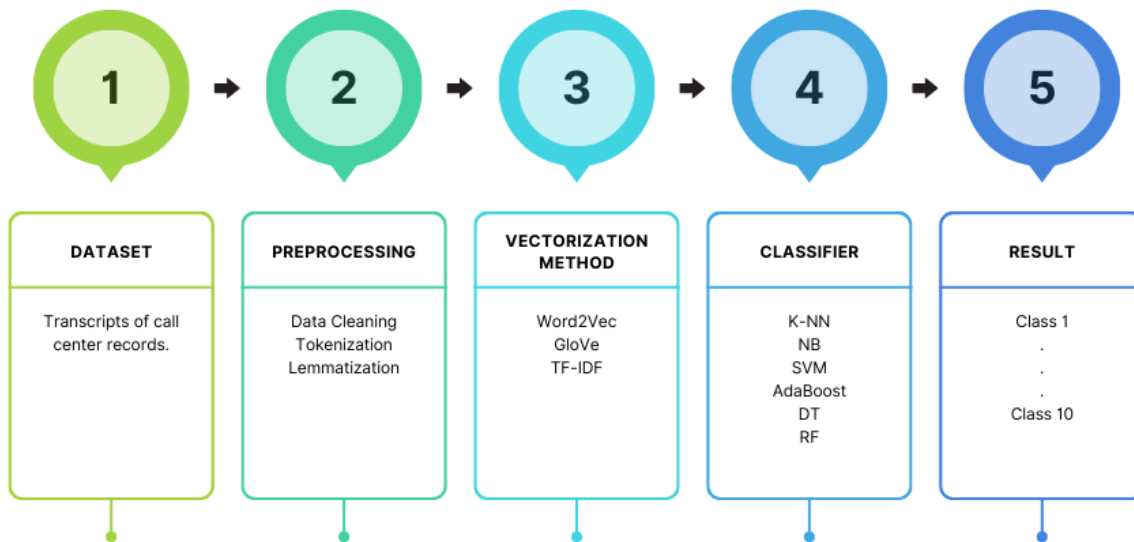 1
2
3
4
5
DATASET
Transcripts of call
center records.
PREPROCESSING
Data Cleaning
Tokenization
Lemmatization
VECTORIZATION
METHOD
Word2Vec
GloVe
TF-IDF
CLASSIFIER
K-NN
NB
SVM
AdaBoost
DT
RF
RESULT
Class 1
.
.
.
Class 10